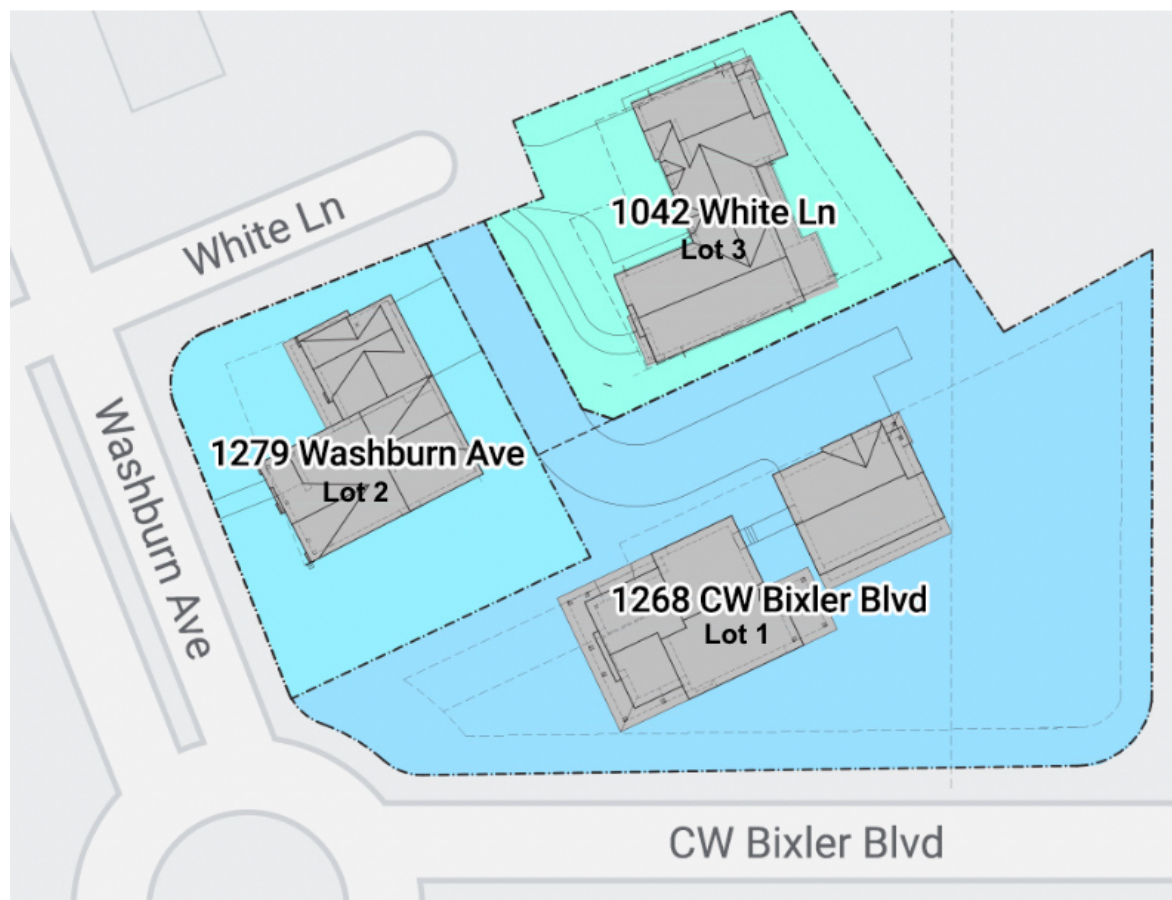 White Ln
1042 White Ln
Lot 3
Washburn Ave
1279 Washburn Ave
Lot 2
1268 CW Bixler Blvd
Lot 1
CW Bixler Blvd